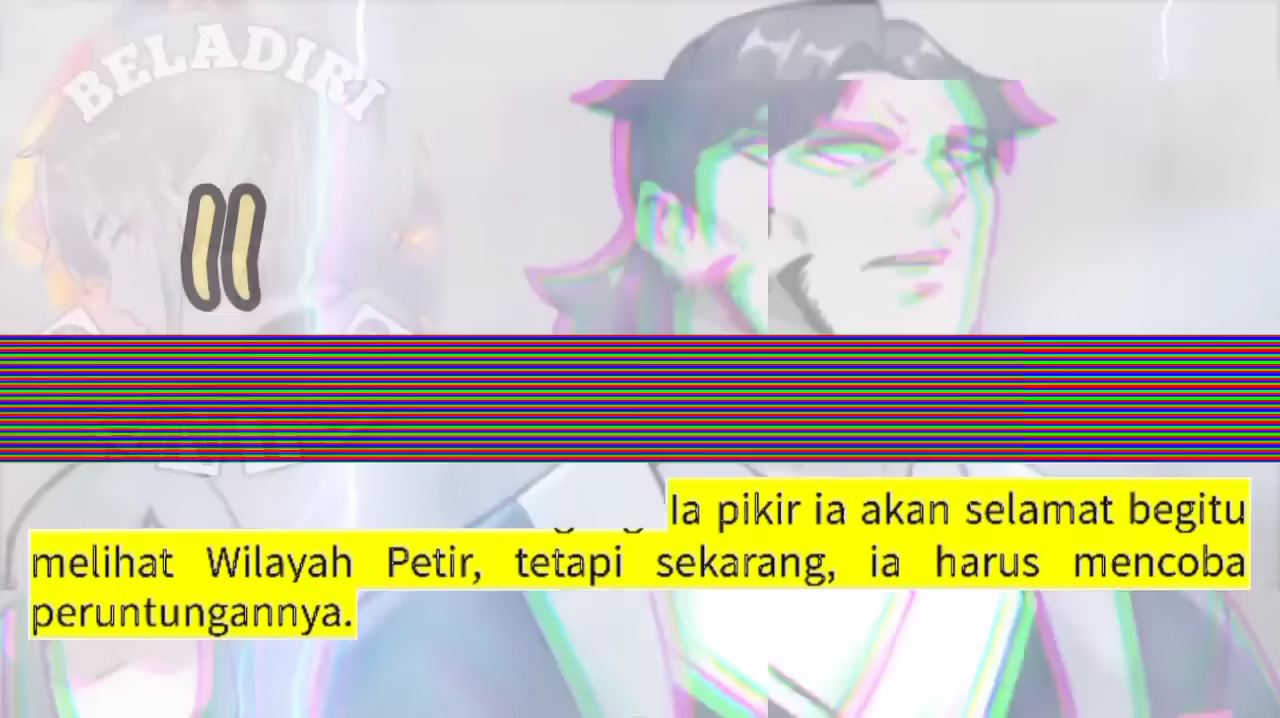 BELADIRI
Ia pikir ia akan selamat begitu
melihat Wilayah Petir, tetapi sekarang, ia harus mencoba
peruntungannya.